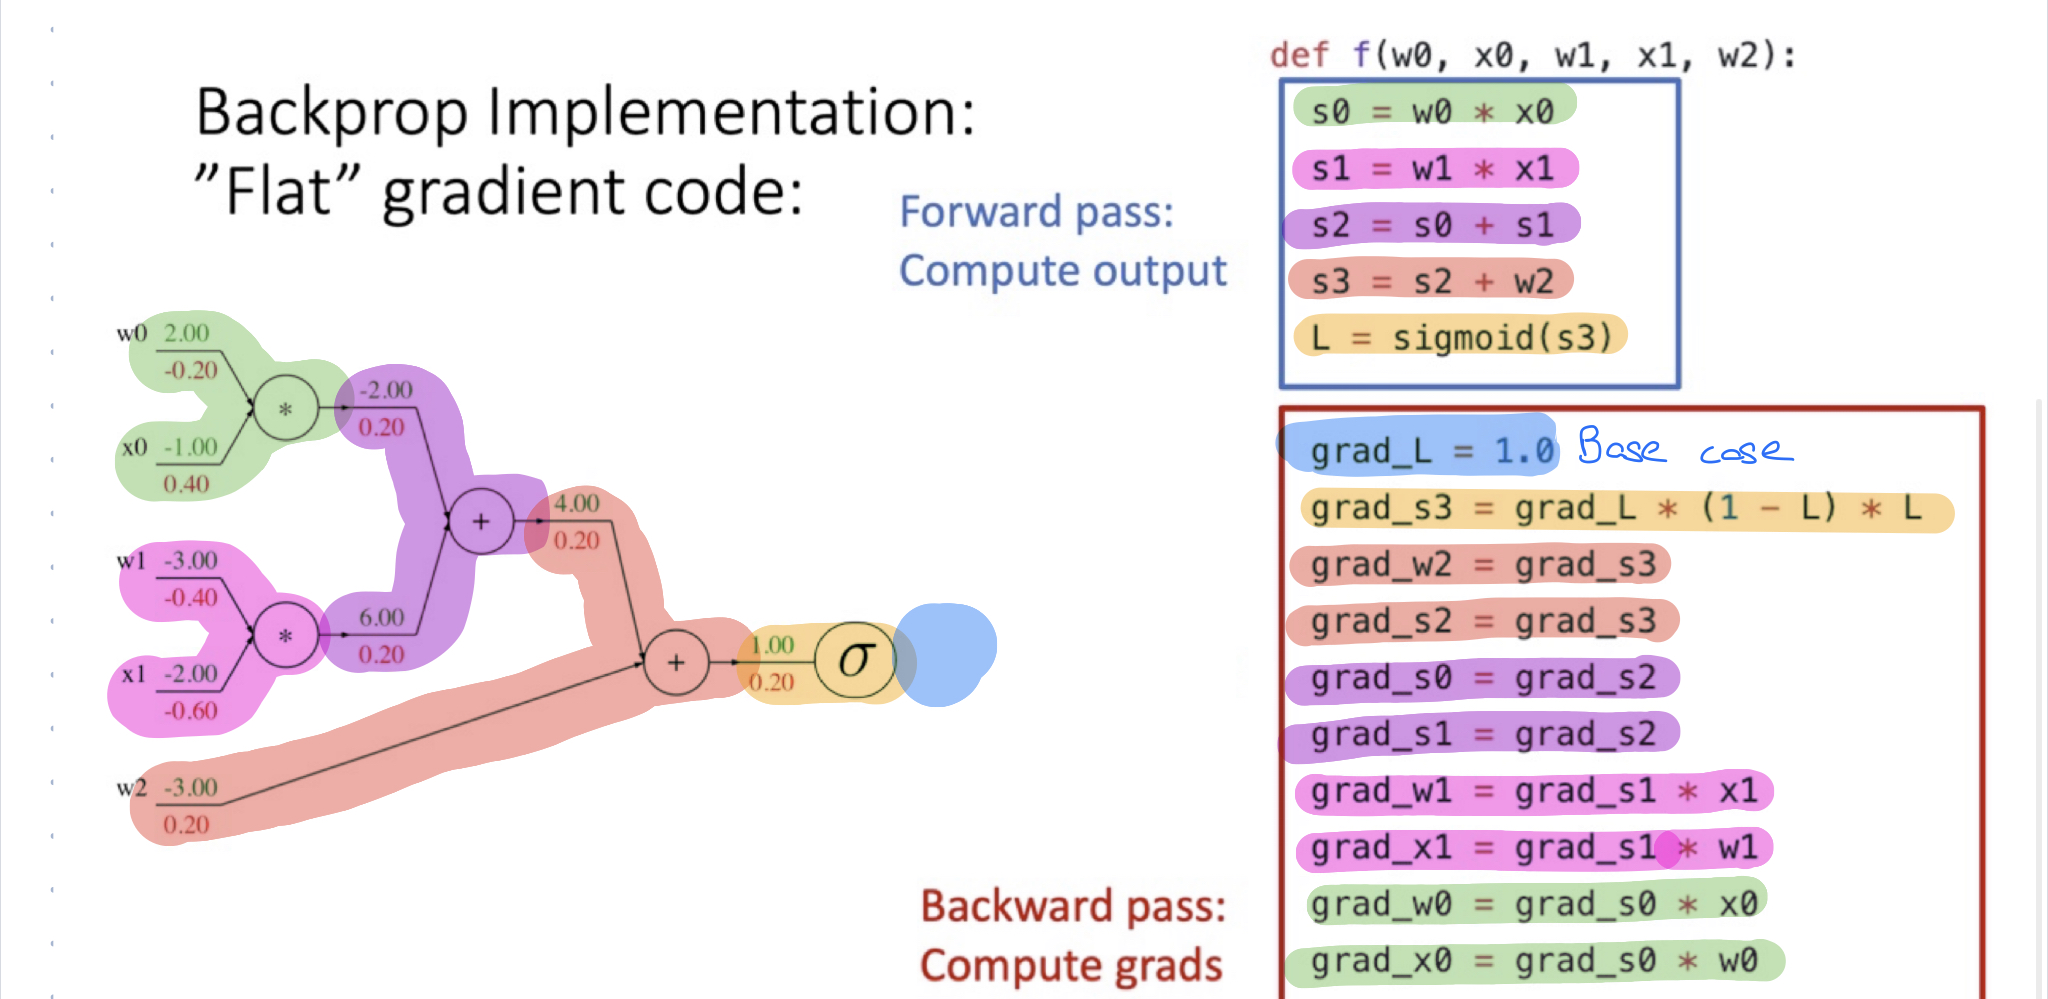 Backprop Implementation:
”Flat” gradient code:
Forward pass:
Compute output
def f(w0, x0, w1, x1, w2):
s0 = w0 * x0
s1 = w1 * x1
s2 = s0 + s1
s3 = s2 + w2
L = sigmoid(s3)
w0 2.00
-0.20
*
x0 -1.00
0.40
-2.00
0.20
w1 -3.00
-0.40
*
x1 -2.00
-0.60
6.00
0.20
+
4.00
0.20
w2 -3.00
0.20
+
1.00
0.20
σ
Backward pass:
Compute grads
grad_L = 1.0 Base case
grad_s3 = grad_L * (1 - L) * L
grad_w2 = grad_s3
grad_s2 = grad_s3
grad_s0 = grad_s2
grad_s1 = grad_s2
grad_w1 = grad_s1 * x1
grad_x1 = grad_s1 * w1
grad_w0 = grad_s0 * x0
grad_x0 = grad_s0 * w0